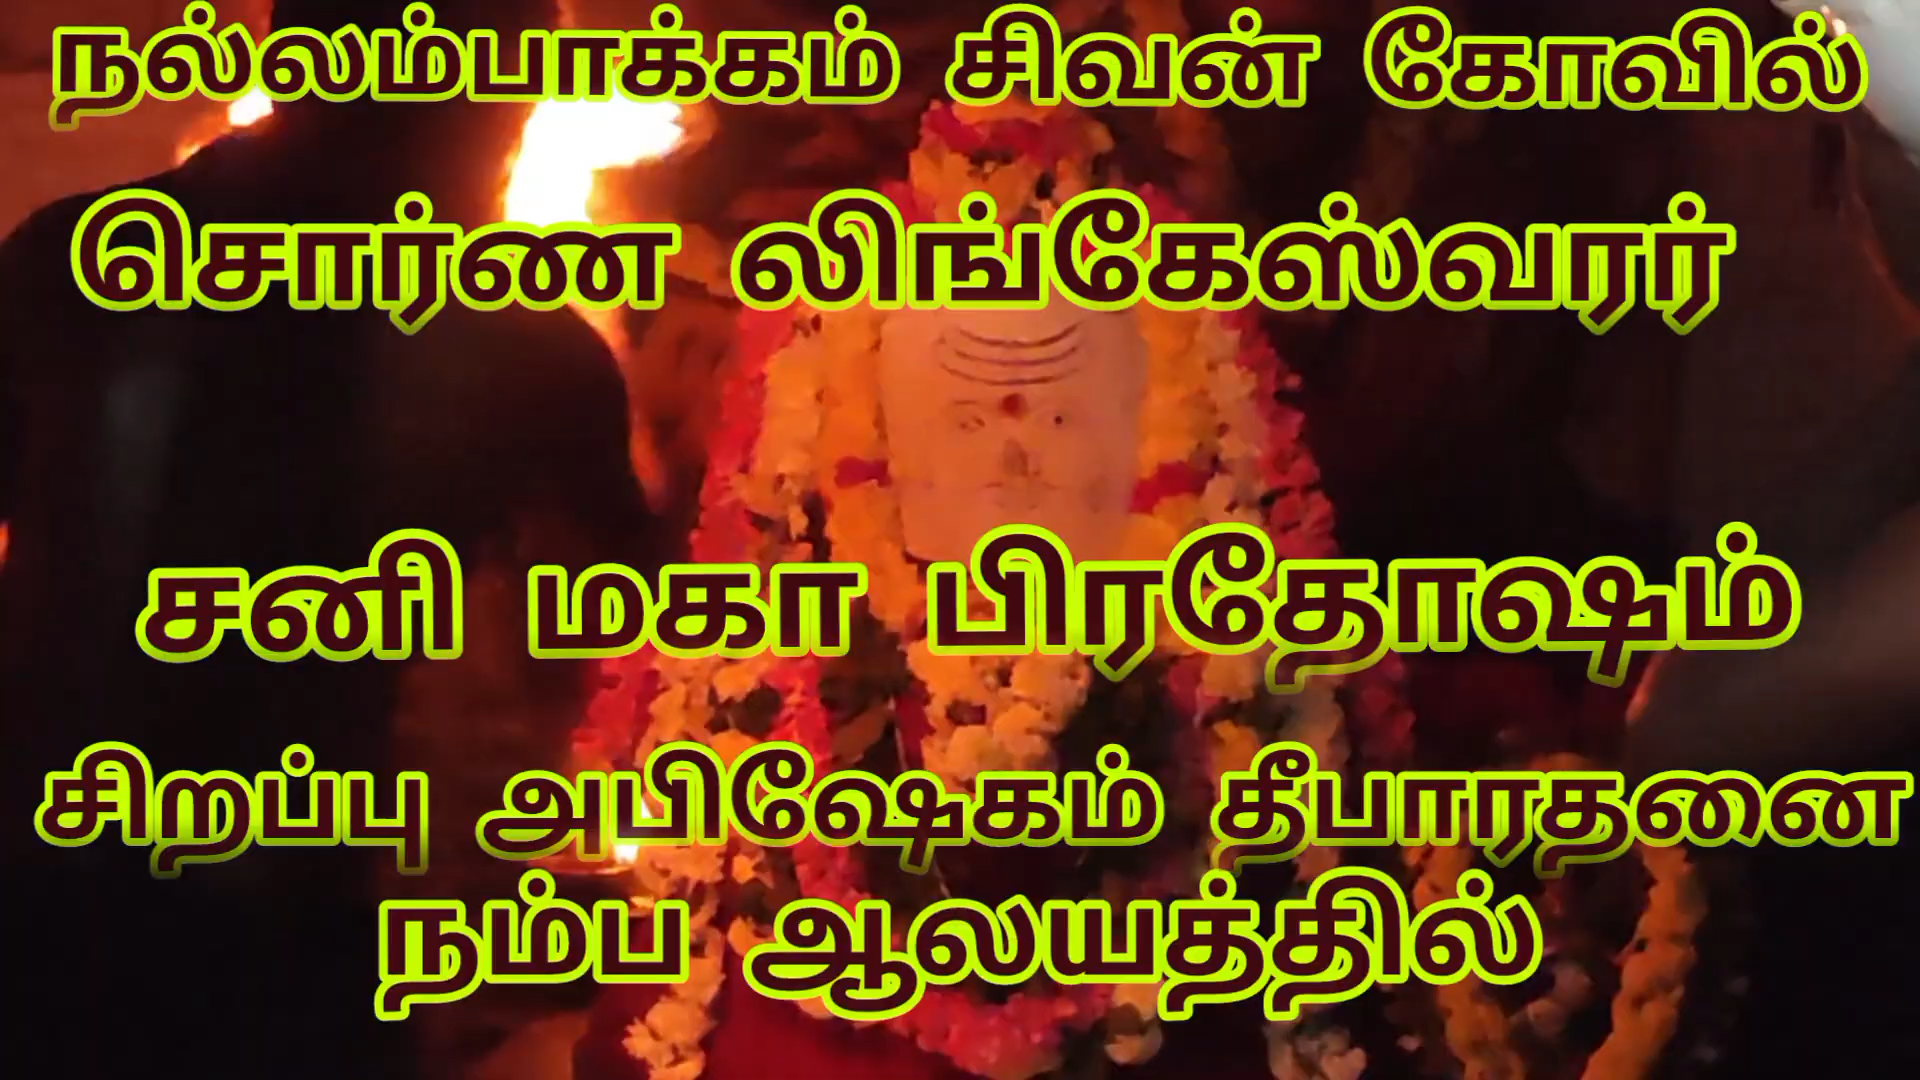 நல்லம்பாக்கம் சிவன் கோவில்
சொர்ண லிங்கேஸ்வரர்
சனி மகா பிரதோஷம்
சிறப்பு அபிஷேகம் தீபாரதனை
நம்ப ஆலயத்தில்